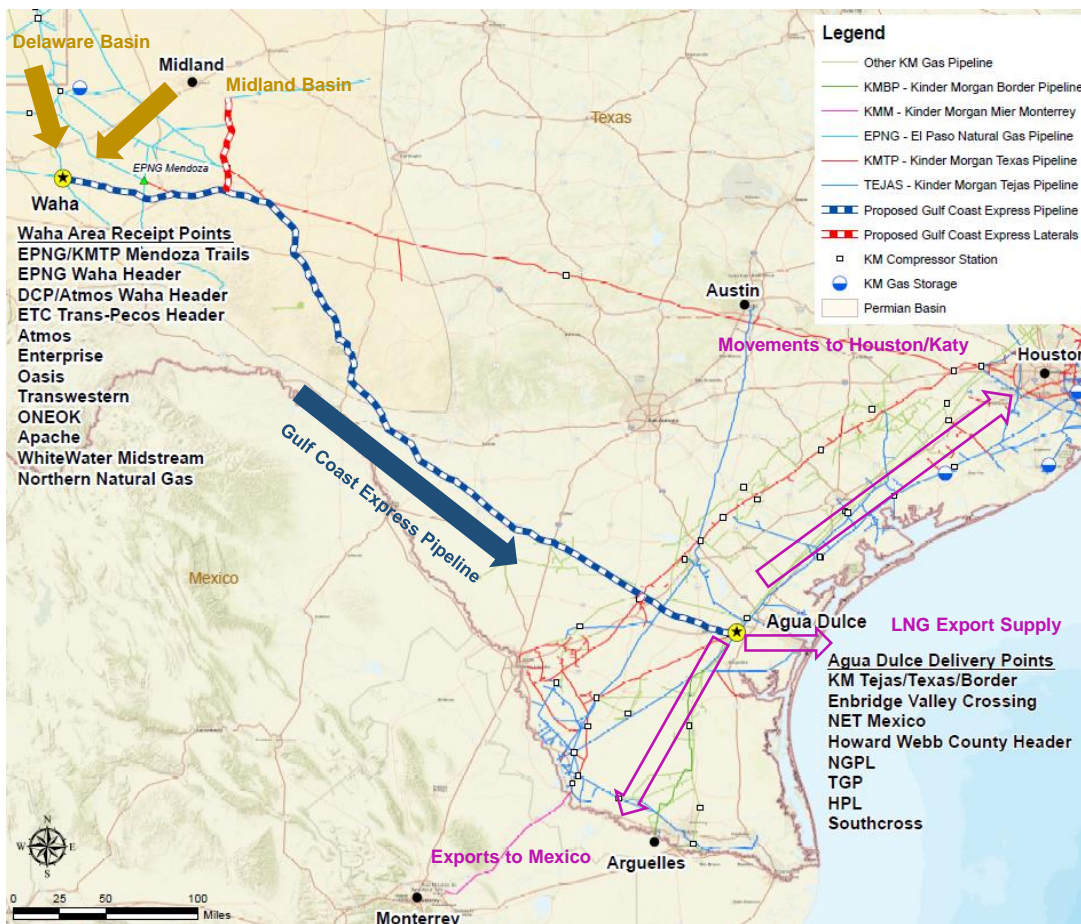 Delaware Basin
Midland
Midland Basin
Texas
EPNG Mendoza
Waha
Waha Area Receipt Points
EPNG/KMTP Mendoza Trails
EPNG Waha Header
DCP/Atmos Waha Header
ETC Trans-Pecos Header
Atmos
Enterprise
Oasis
Transwestern
ONEOK
Apache
WhiteWater Midstream
Northern Natural Gas
Legend
Other KM Gas Pipeline
KMBP - Kinder Morgan Border Pipeline
KMM - Kinder Morgan Mier Monterrey
EPNG - El Paso Natural Gas Pipeline
KMTP - Kinder Morgan Texas Pipeline
TEJAS - Kinder Morgan Tejas Pipeline
Proposed Gulf Coast Express Pipeline
Proposed Gulf Coast Express Laterals
KM Compressor Station
KM Gas Storage
Permian Basin
Austin
Movements to Houston/Katy
Houston
San Antonio
Gulf Coast Express Pipeline
Mexico
Agua Dulce
LNG Export Supply
Agua Dulce Delivery Points
KM Tejas/Texas/Border
Enbridge Valley Crossing
NET Mexico
Howard Webb County Header
NGPL
TGP
HPL
Southcross
Exports to Mexico
Arguelles
Monterrey
N
W E
S
0 25 50 100
Miles